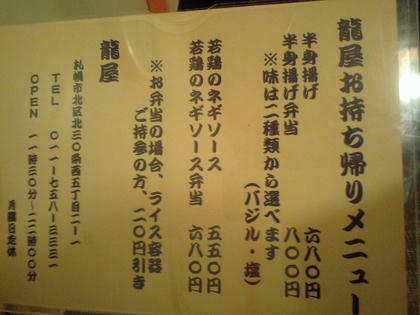 龍屋お持ち帰りメニュー
半身揚げ 六八〇円
半身揚げ弁当 八〇〇円
※味は二種類から選べます
(バジル・塩)
若鶏のネギソース 五五〇円
若鶏のネギソース弁当 六八〇円
※お弁当の場合、ライス容器
ご持参の方、二〇円引き
龍屋
札幌市北区北三〇条西五丁目二ー一
TEL 〇一一ー七五八ー三三三一
OPEN 一一時三〇分〜二二時〇〇分
月曜日定休